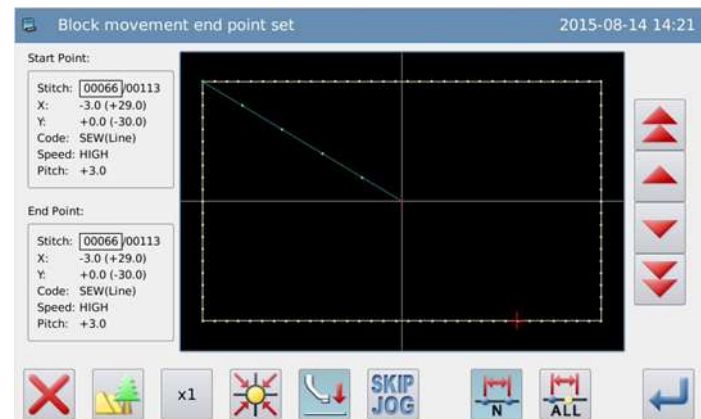 Block movement end point set 2015-08-14 14:21
Start Point:
Stitch: 00066/00113
X: -3.0 (+29.0)
Y: +0.0 (-30.0)
Code: SEW(Line)
Speed: HIGH
Pitch: +3.0
End Point:
Stitch: 00066/00113
X: -3.0 (+29.0)
Y: +0.0 (-30.0)
Code: SEW(Line)
Speed: HIGH
Pitch: +3.0
x1
SKIP
JOG
N
ALL